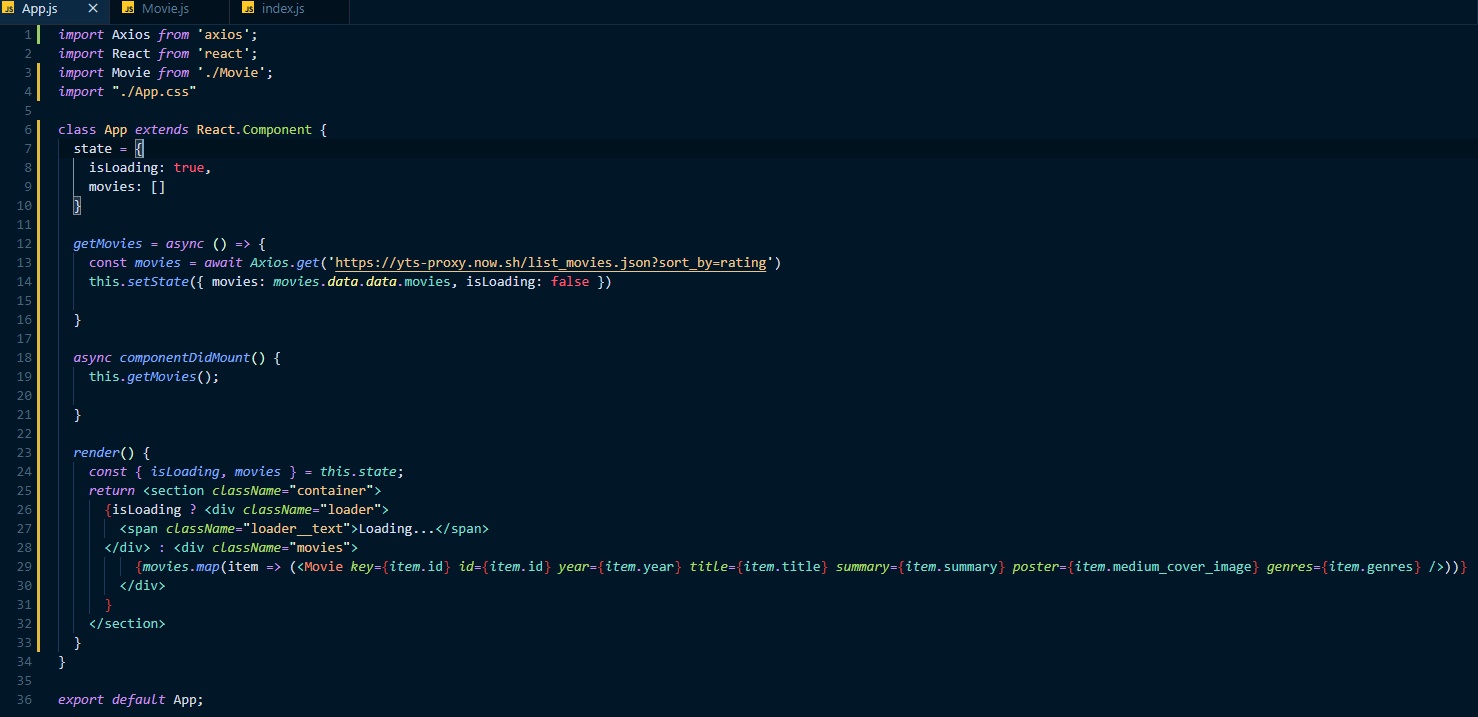 JS App.js × JS Movie.js JS index.js
1 import Axios from 'axios';
2 import React from 'react';
3 import Movie from './Movie';
4 import "./App.css"
5
6 class App extends React.Component {
7 state = {
8 isLoading: true,
9 movies: []
10 }
11
12 getMovies = async () => {
13 const movies = await Axios.get('https://yts-proxy.now.sh/list_movies.json?sort_by=rating')
14 this.setState({ movies: movies.data.data.movies, isLoading: false })
15
16 }
17
18 async componentDidMount() {
19 this.getMovies();
20
21 }
22
23 render() {
24 const { isLoading, movies } = this.state;
25 return <section className="container">
26 {isLoading ? <div className="loader">
27 <span className="loader__text">Loading...</span>
28 </div> : <div className="movies">
29 {movies.map(item => (<Movie key={item.id} id={item.id} year={item.year} title={item.title} summary={item.summary} poster={item.medium_cover_image} genres={item.genres} />))}
30 </div>
31 }
32 </section>
33 }
34 }
35
36 export default App;